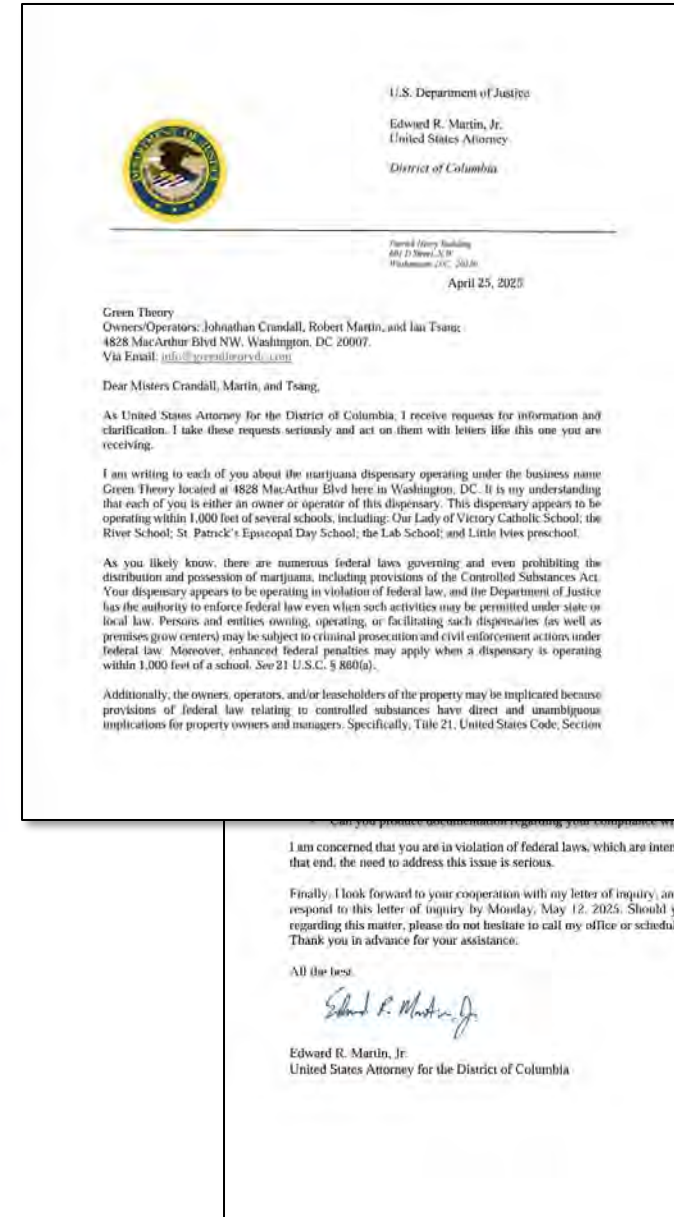 U.S. Department of Justice
Edward R. Martin, Jr.
United States Attorney
District of Columbia
Patrick Henry Building
601 D Street, N.W.
Washington, D.C. 20530
April 25, 2025
Green Theory
Owners/Operators: Johnathan Crandall, Robert Martin, and Ian Tsang
4828 MacArthur Blvd NW, Washington, DC 20007.
Via Email: info@greentheorydc.com
Dear Misters Crandall, Martin, and Tsang,
As United States Attorney for the District of Columbia, I receive requests for information and
clarification. I take these requests seriously and act on them with letters like this one you are
receiving.
I am writing to each of you about the marijuana dispensary operating under the business name
Green Theory located at 4828 MacArthur Blvd here in Washington, DC. It is my understanding
that each of you is either an owner or operator of this dispensary. This dispensary appears to be
operating within 1,000 feet of several schools, including: Our Lady of Victory Catholic School; the
River School; St. Patrick's Episcopal Day School; the Lab School; and Little Ivies preschool.
As you likely know, there are numerous federal laws governing and even prohibiting the
distribution and possession of marijuana, including provisions of the Controlled Substances Act.
Your dispensary appears to be operating in violation of federal law, and the Department of Justice
has the authority to enforce federal law even when such activities may be permitted under state or
local law. Persons and entities owning, operating, or facilitating such dispensaries (as well as
premises grow centers) may be subject to criminal prosecution and civil enforcement actions under
federal law. Moreover, enhanced federal penalties may apply when a dispensary is operating
within 1,000 feet of a school. See 21 U.S.C. § 860(a).
Additionally, the owners, operators, and/or leaseholders of the property may be implicated because
provisions of federal law relating to controlled substances have direct and unambiguous
implications for property owners and managers. Specifically, Title 21, United States Code, Section
Can you produce documentation regarding your compliance
I am concerned that you are in violation of federal laws, which are
that end, the need to address this issue is serious.
Finally, I look forward to your cooperation with my letter of inquiry,
respond to this letter of inquiry by Monday, May 12, 2025. Should
regarding this matter, please do not hesitate to call my office or
Thank you in advance for your assistance.
All the best.
Edward R. Martin, Jr.
Edward R. Martin, Jr.
United States Attorney for the District of Columbia